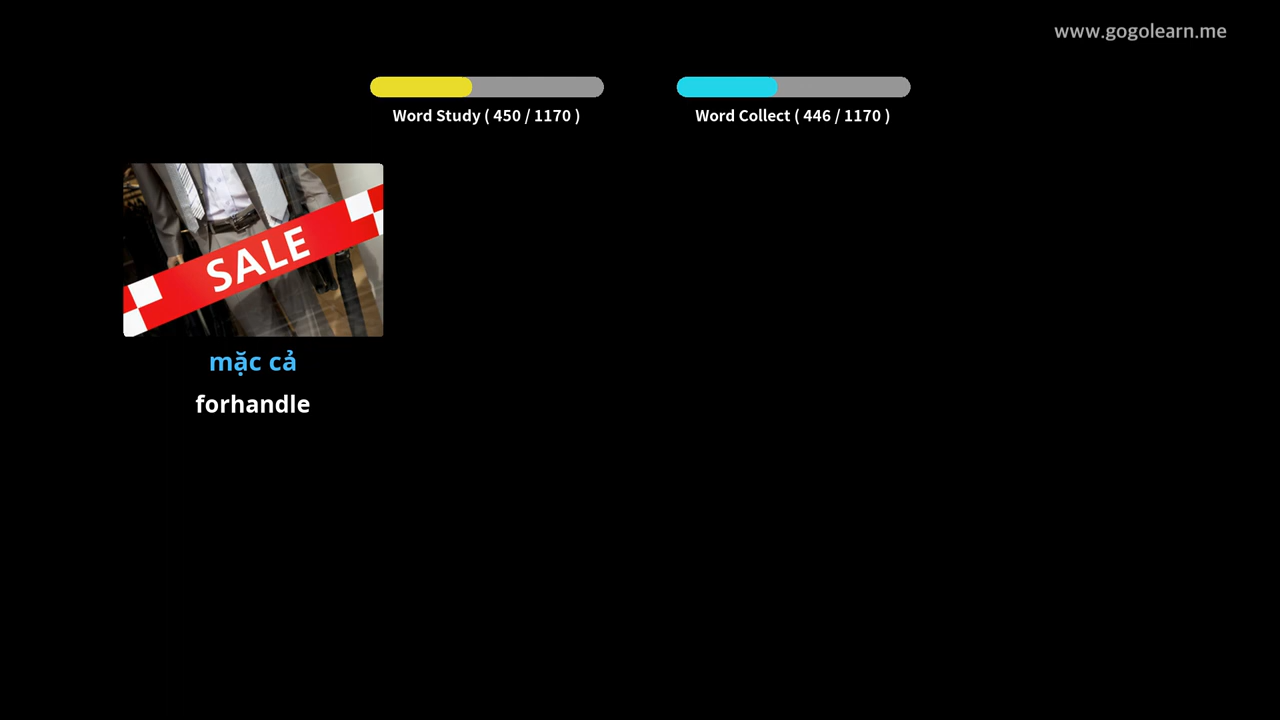 www.gogolearn.me
Word Study ( 450 / 1170 )
Word Collect ( 446 / 1170 )
SALE
mặc cả
forhandle